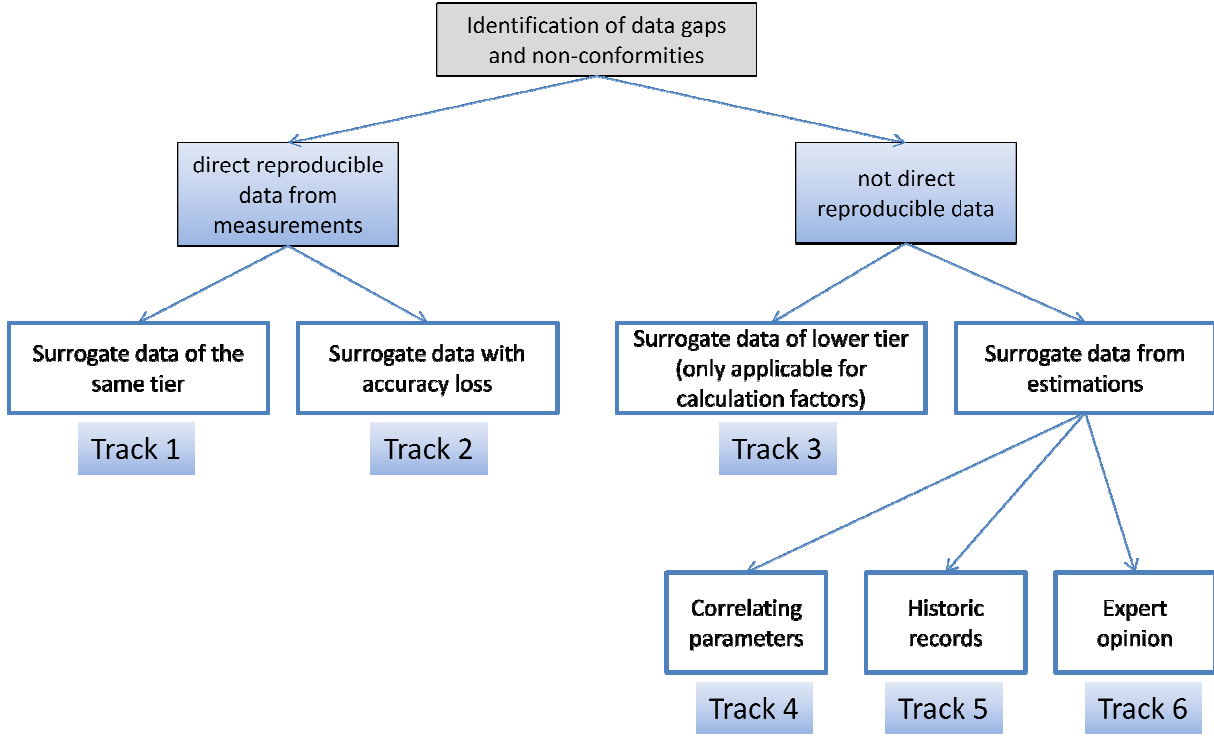 Identification of data gaps
and non-conformities
direct reproducible
data from
measurements
not direct
reproducible data
Surrogate data of the
same tier
Surrogate data with
accuracy loss
Surrogate data of lower tier
(only applicable for
calculation factors)
Surrogate data from
estimations
Track 1
Track 2
Track 3
Correlating
parameters
Historic
records
Expert
opinion
Track 4
Track 5
Track 6